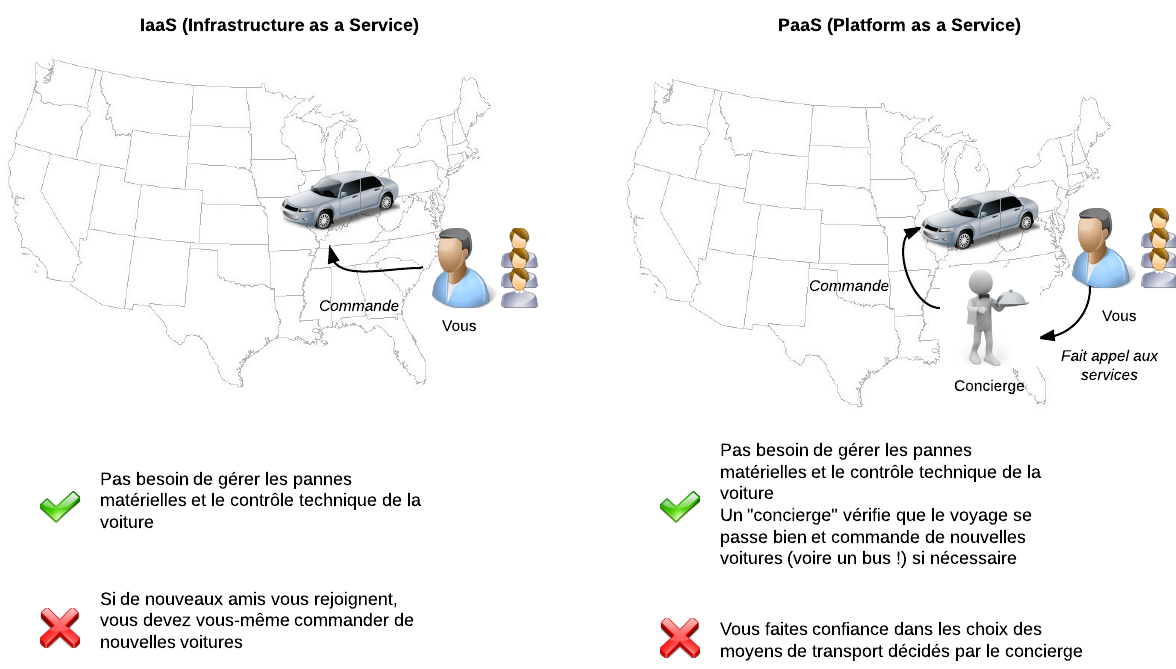 IaaS (Infrastructure as a Service)
Commande
Vous
Pas besoin de gérer les pannes
matérielles et le contrôle technique de la
voiture
Si de nouveaux amis vous rejoignent,
vous devez vous-même commander de
nouvelles voitures
PaaS (Platform as a Service)
Commande
Vous
Fait appel aux
services
Concierge
Pas besoin de gérer les pannes
matérielles et le contrôle technique de la
voiture
Un "concierge" vérifie que le voyage se
passe bien et commande de nouvelles
voitures (voire un bus !) si nécessaire
Vous faites confiance dans les choix des
moyens de transport décidés par le concierge